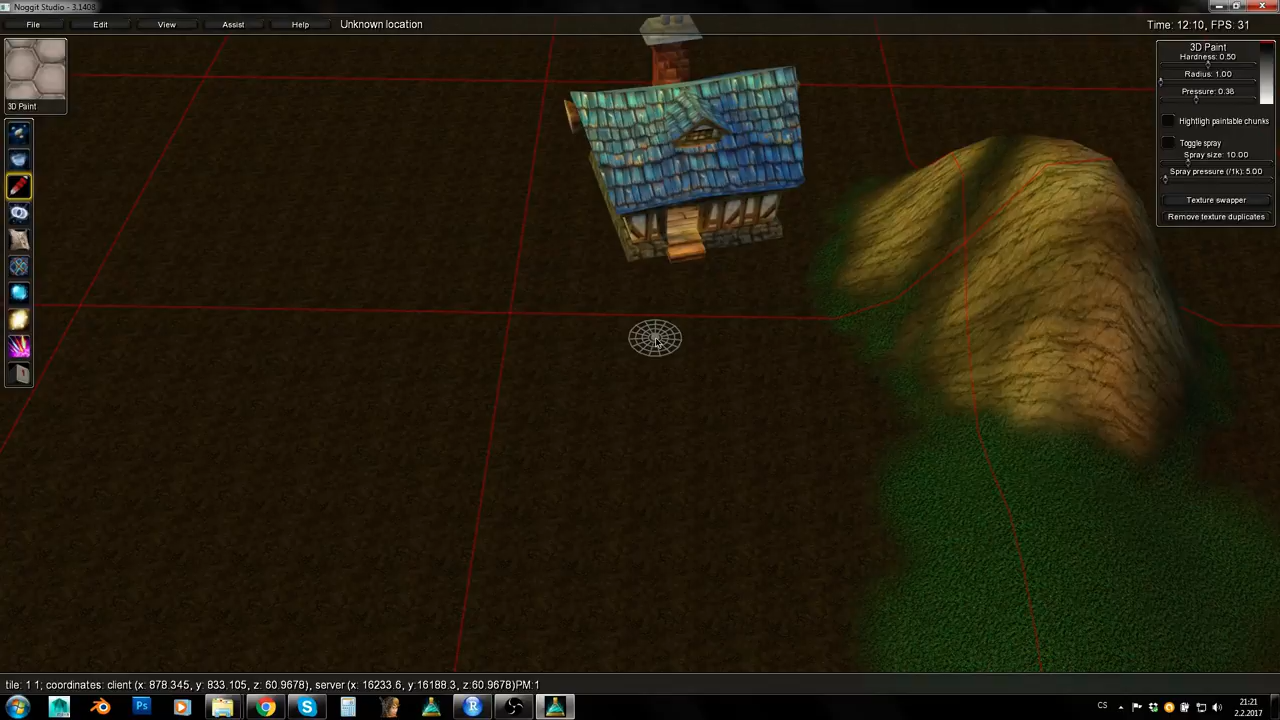 Noggit Studio - 3.1408
File Edit View Assist Help Unknown location Time: 12:10, FPS: 31
3D Paint
3D Paint
Hardness: 0.50
Radius: 1.00
Pressure: 0.38
Hightligh paintable chunks
Toggle spray
Spray size: 10.00
Spray pressure (/1k): 5.00
Texture swapper
Remove texture duplicates
tile: 1 1; coordinates: client (x: 878.345, y: 833.105, z: 60.9678), server (x: 16233.6, y:16188.3, z:60.9678)PM:1
CS
21:21
2.2.2017